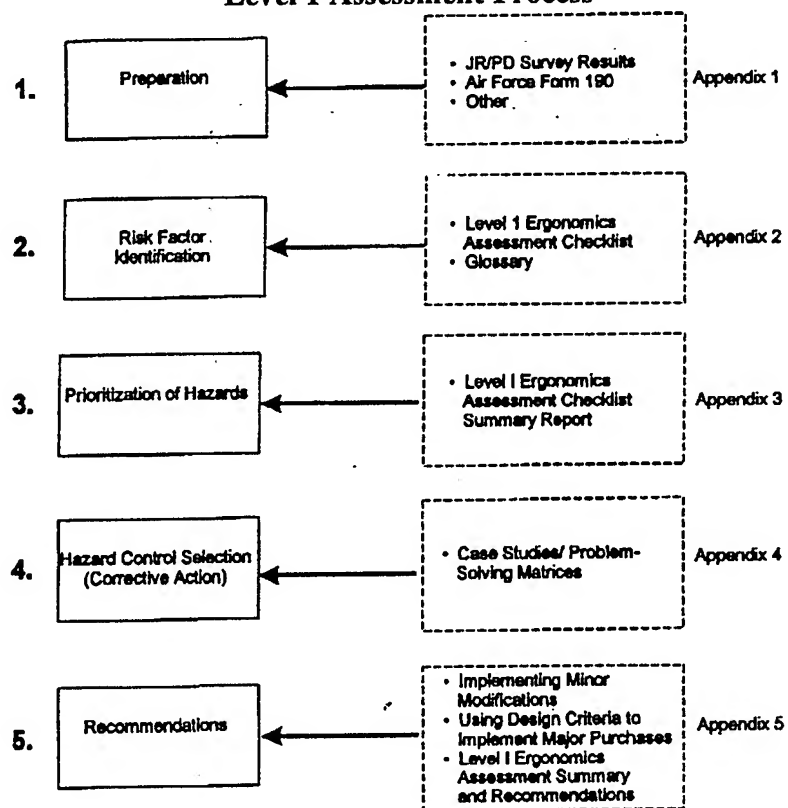 Level I Assessment Process
1.
Preparation
• JR/PD Survey Results
• Air Force Form 190
• Other
Appendix 1
2.
Risk Factor
Identification
• Level 1 Ergonomics
Assessment Checklist
• Glossary
Appendix 2
3.
Prioritization of Hazards
• Level I Ergonomics
Assessment Checklist
Summary Report
Appendix 3
4.
Hazard Control Selection
(Corrective Action)
• Case Studies/ Problem-
Solving Matrices
Appendix 4
5.
Recommendations
• Implementing Minor
Modifications
• Using Design Criteria to
Implement Major Purchases
• Level I Ergonomics
Assessment Summary
and Recommendations
Appendix 5